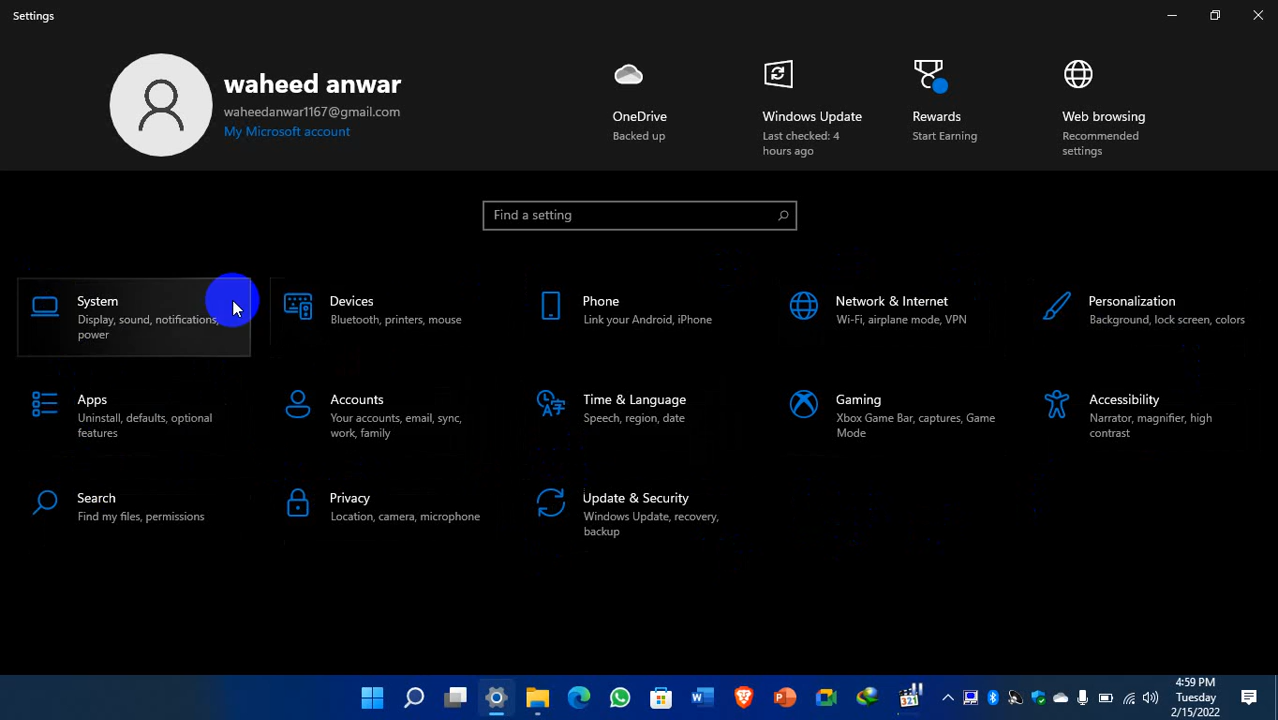 Settings
waheed anwar
waheedanwar1167@gmail.com
My Microsoft account
OneDrive
Backed up
Windows Update
Last checked: 4
hours ago
Rewards
Start Earning
Web browsing
Recommended
settings
Find a setting
System
Display, sound, notifications,
power
Devices
Bluetooth, printers, mouse
Phone
Link your Android, iPhone
Network & Internet
Wi-Fi, airplane mode, VPN
Personalization
Background, lock screen, colors
Apps
Uninstall, defaults, optional
features
Accounts
Your accounts, email, sync,
work, family
Time & Language
Speech, region, date
Gaming
Xbox Game Bar, captures, Game
Mode
Accessibility
Narrator, magnifier, high
contrast
Search
Find my files, permissions
Privacy
Location, camera, microphone
Update & Security
Windows Update, recovery,
backup
321
4:59 PM
Tuesday
2/15/2022